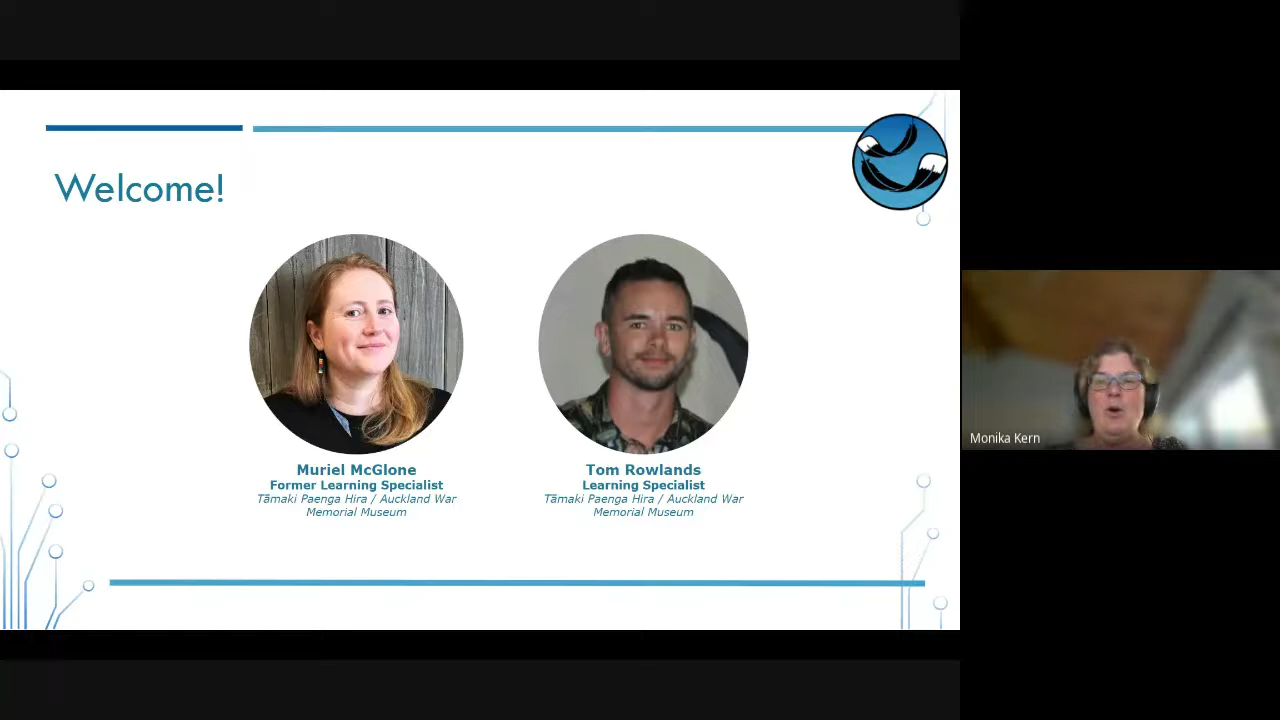 Welcome!
Muriel McGlone
Former Learning Specialist
Tāmaki Paenga Hira / Auckland War
Memorial Museum
Tom Rowlands
Learning Specialist
Tāmaki Paenga Hira / Auckland War
Memorial Museum
Monika Kern